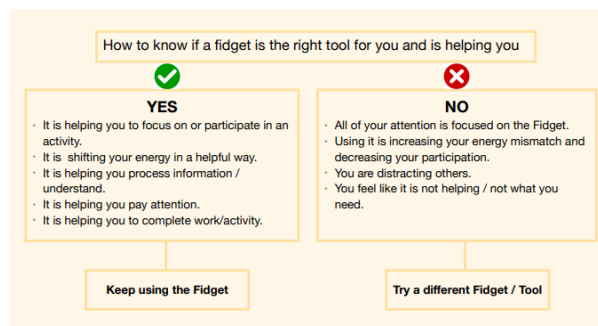 How to know if a fidget is the right tool for you and is helping you
YES
· It is helping you to focus on or participate in an
activity.
· It is shifting your energy in a helpful way.
· It is helping you process information /
understand.
· It is helping you pay attention.
· It is helping you to complete work/activity.
Keep using the Fidget
NO
· All of your attention is focused on the Fidget.
· Using it is increasing your energy mismatch and
decreasing your participation.
· You are distracting others.
· You feel like it is not helping / not what you
need.
Try a different Fidget / Tool